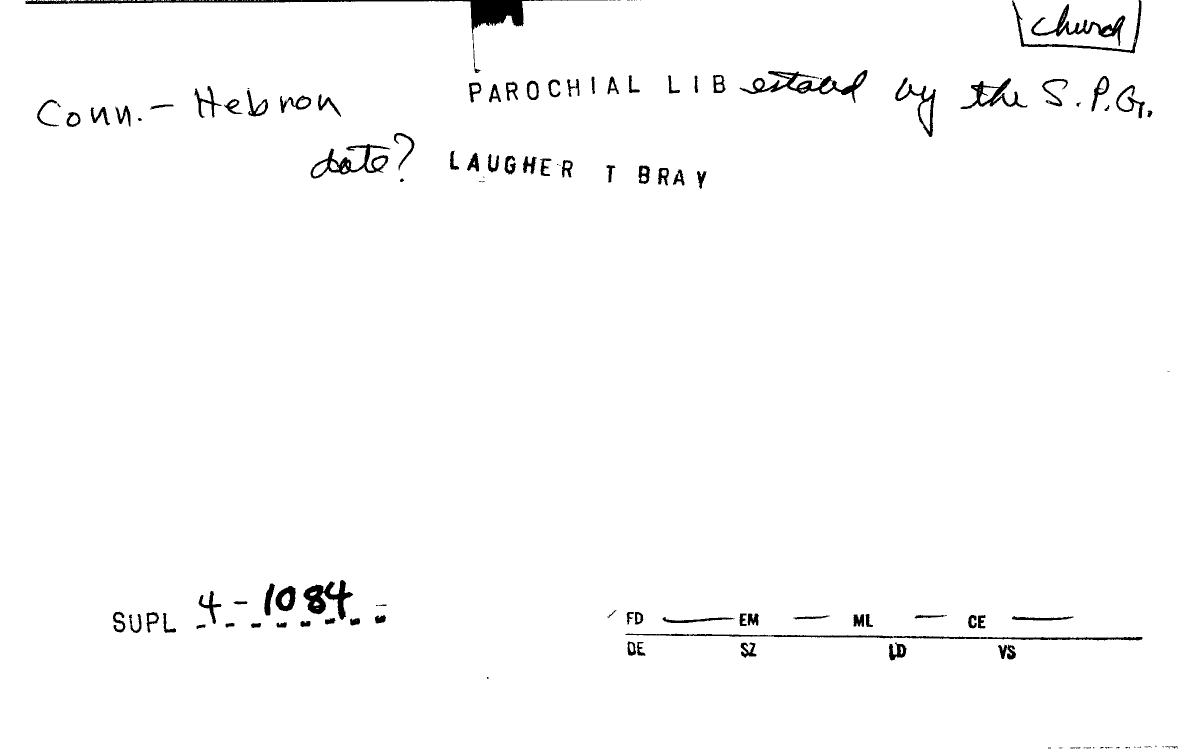 church
Conn. - Hebron PAROCHIAL LIB estabd by the S.P.G.
date? LAUGHER T BRAY
SUPL 4-1084
FD EM ML CE
DE SZ LD VS